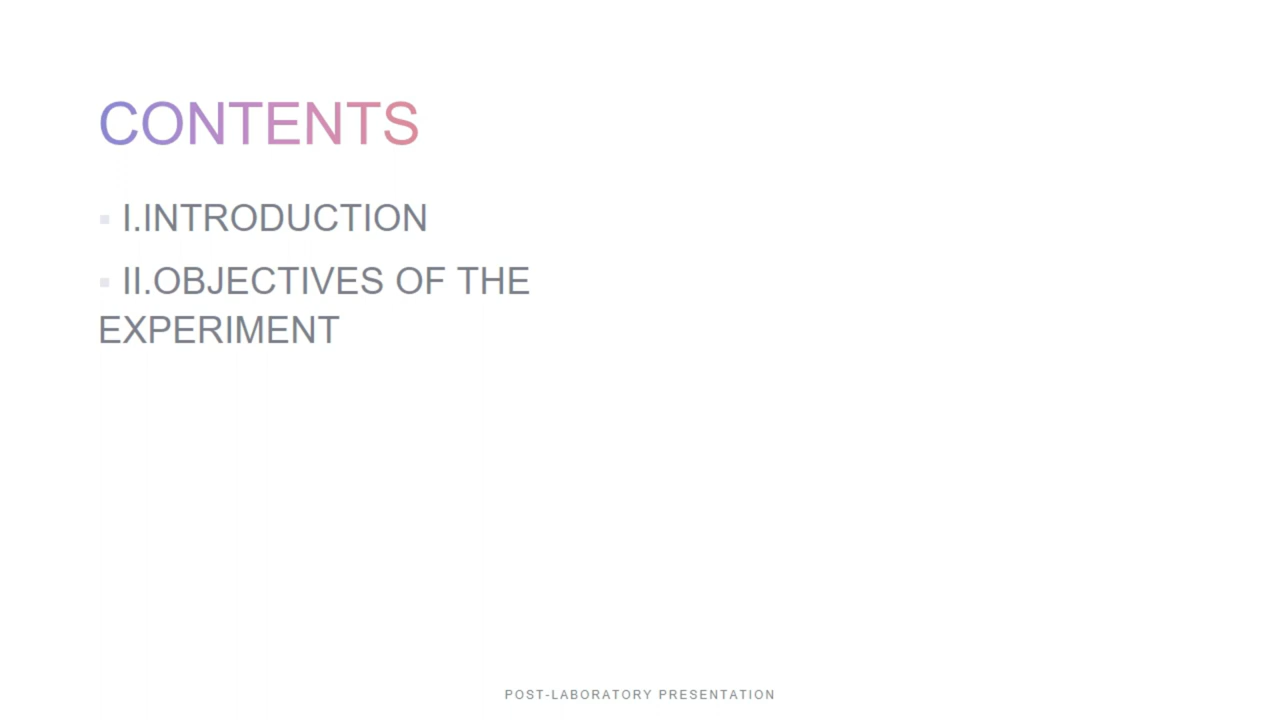 CONTENTS
▪ I.INTRODUCTION
▪ II.OBJECTIVES OF THE
EXPERIMENT
POST-LABORATORY PRESENTATION